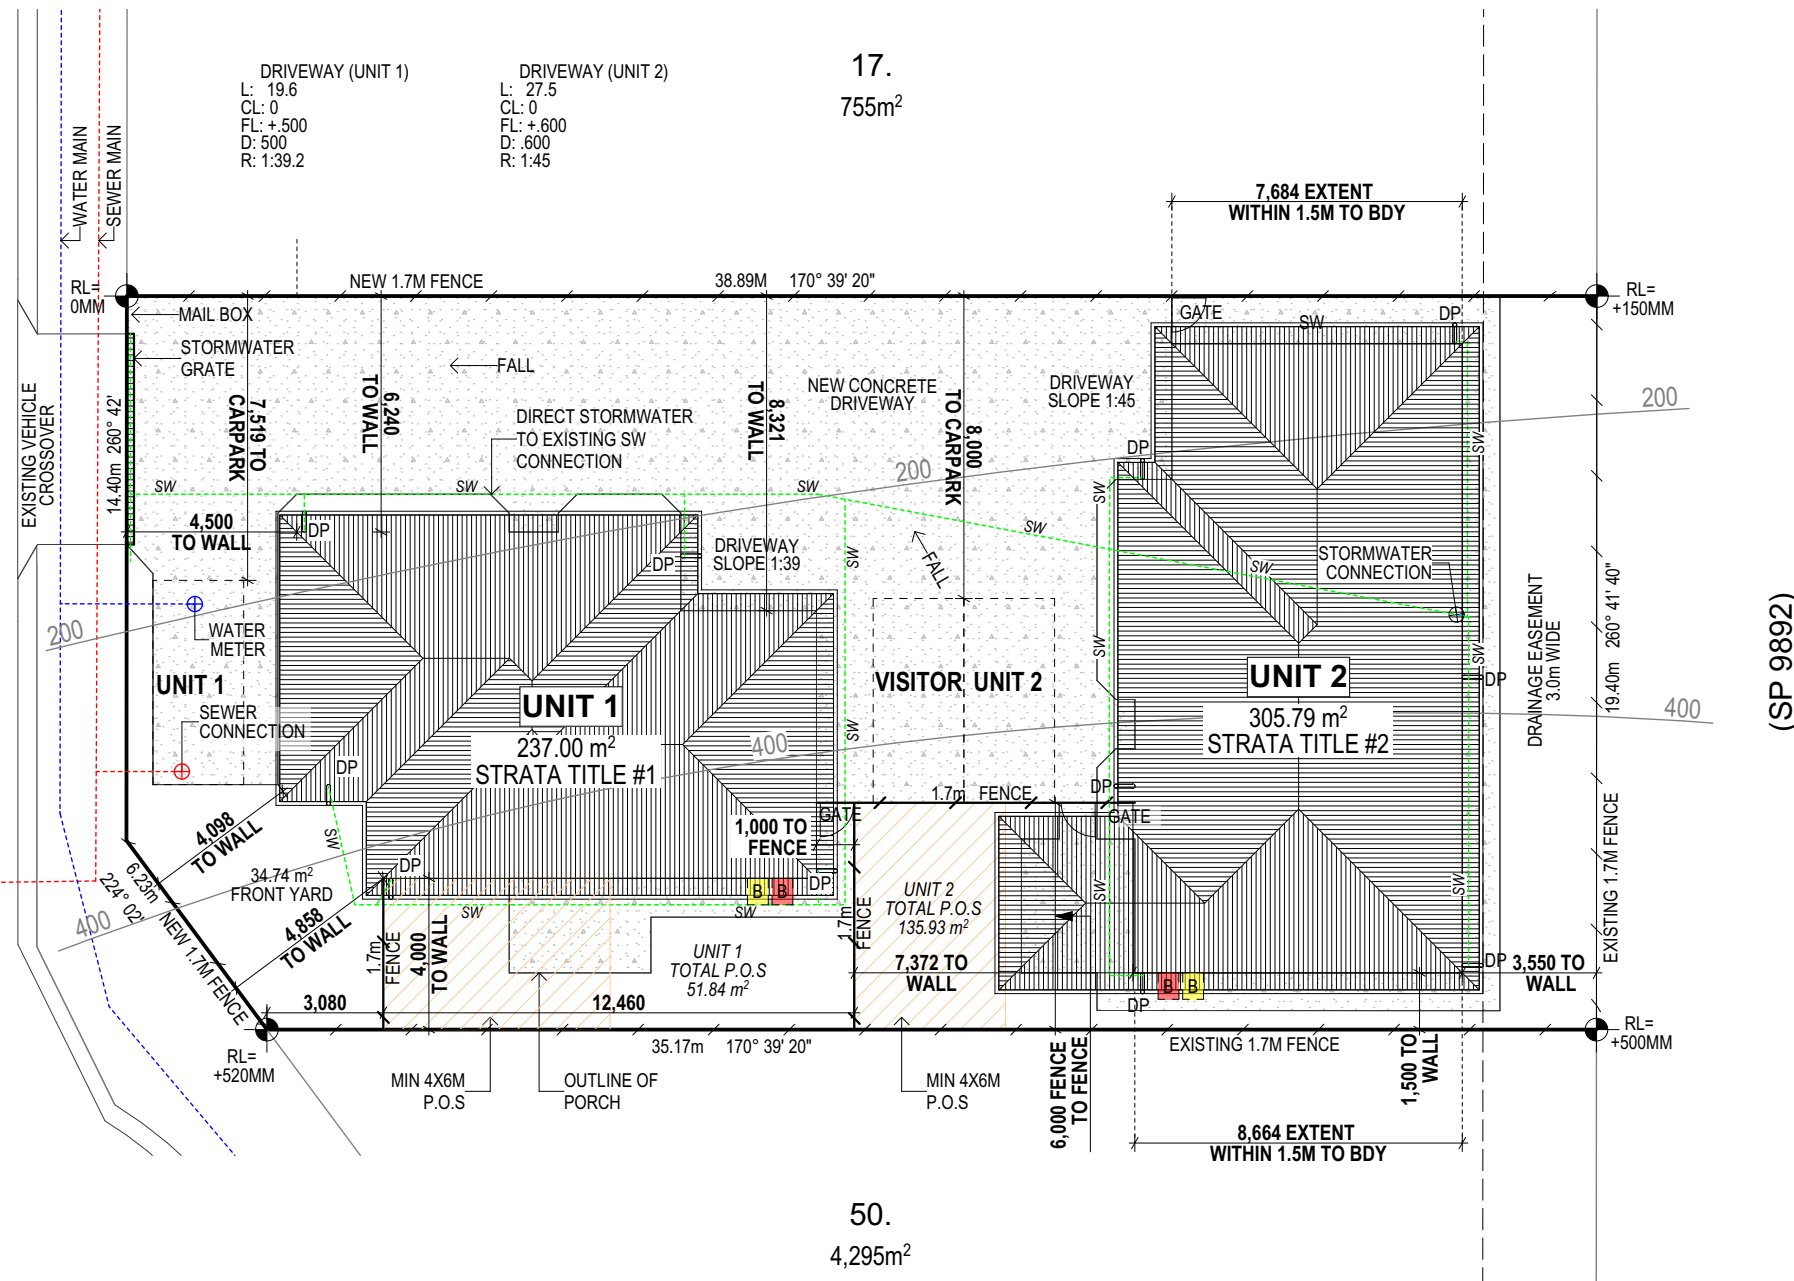 17.
755m²
DRIVEWAY (UNIT 1)
L: 19.6
CL: 0
FL: +.500
D: 500
R: 1:39.2
DRIVEWAY (UNIT 2)
L: 27.5
CL: 0
FL: +.600
D: .600
R: 1:45
WATER MAIN
SEWER MAIN
7,684 EXTENT
WITHIN 1.5M TO BDY
RL=
0MM
NEW 1.7M FENCE
38.89M 170° 39' 20"
RL=
+150MM
MAIL BOX
GATE
SW
DP
STORMWATER
GRATE
FALL
EXISTING VEHICLE
CROSSOVER
14.40m 260° 42'
7,519 TO
CARPARK
6,240
TO WALL
DIRECT STORMWATER
TO EXISTING SW
CONNECTION
8,321
TO WALL
NEW CONCRETE
DRIVEWAY
8,000
TO CARPARK
DRIVEWAY
SLOPE 1:45
200
200
DP
SW
SW
SW
SW
SW
SW
4,500
TO WALL
DP
DP
DRIVEWAY
SLOPE 1:39
SW
SW
FALL
SW
STORMWATER
CONNECTION
DRAINAGE EASEMENT
3.0m WIDE
19.40m 260° 41' 40"
(SP 9892)
200
WATER
METER
UNIT 1
SEWER
CONNECTION
UNIT 1
237.00 m²
STRATA TITLE #1
400
SW
VISITOR
UNIT 2
SW
UNIT 2
305.79 m²
STRATA TITLE #2
SW
DP
400
DP
DP
1.7m FENCE
GATE
GATE
4,098
TO WALL
SW
1,000 TO
FENCE
6.23m
224° 02'
NEW 1.7M FENCE
34.74 m²
FRONT YARD
DP
DP
B
B
400
4,858
TO WALL
SW
SW
1.7m
FENCE
4,000
TO WALL
UNIT 1
TOTAL P.O.S
51.84 m²
1.7m
FENCE
UNIT 2
TOTAL P.O.S
135.93 m²
SW
SW
7,372 TO
WALL
B
B
DP
DP
3,550 TO
WALL
EXISTING 1.7M FENCE
3,080
12,460
RL=
+520MM
35.17m 170° 39' 20"
EXISTING 1.7M FENCE
RL=
+500MM
MIN 4X6M
P.O.S
OUTLINE OF
PORCH
MIN 4X6M
P.O.S
6,000 FENCE
TO FENCE
1,500 TO
WALL
8,664 EXTENT
WITHIN 1.5M TO BDY
50.
4,295m²